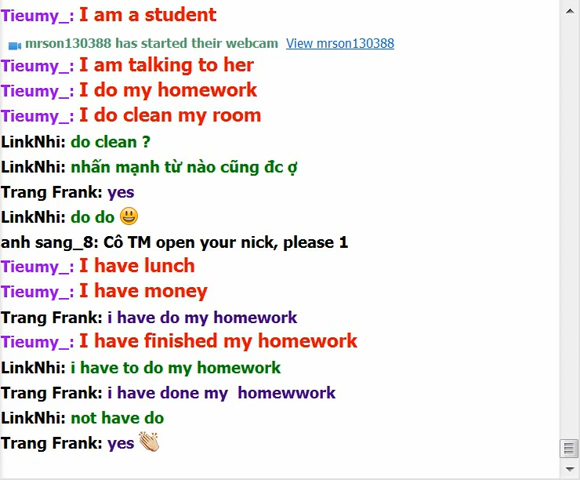 Tieumy_: I am a student
mrson130388 has started their webcam View mrson130388
Tieumy_: I am talking to her
Tieumy_: I do my homework
Tieumy_: I do clean my room
LinkNhi: do clean ?
LinkNhi: nhấn mạnh từ nào cũng đc ợ
Trang Frank: yes
LinkNhi: do do 😃
anh sang_8: Cô TM open your nick, please 1
Tieumy_: I have lunch
Tieumy_: I have money
Trang Frank: i have do my homework
Tieumy_: I have finished my homework
LinkNhi: i have to do my homework
Trang Frank: i have done my  homewwork
LinkNhi: not have do
Trang Frank: yes 👏